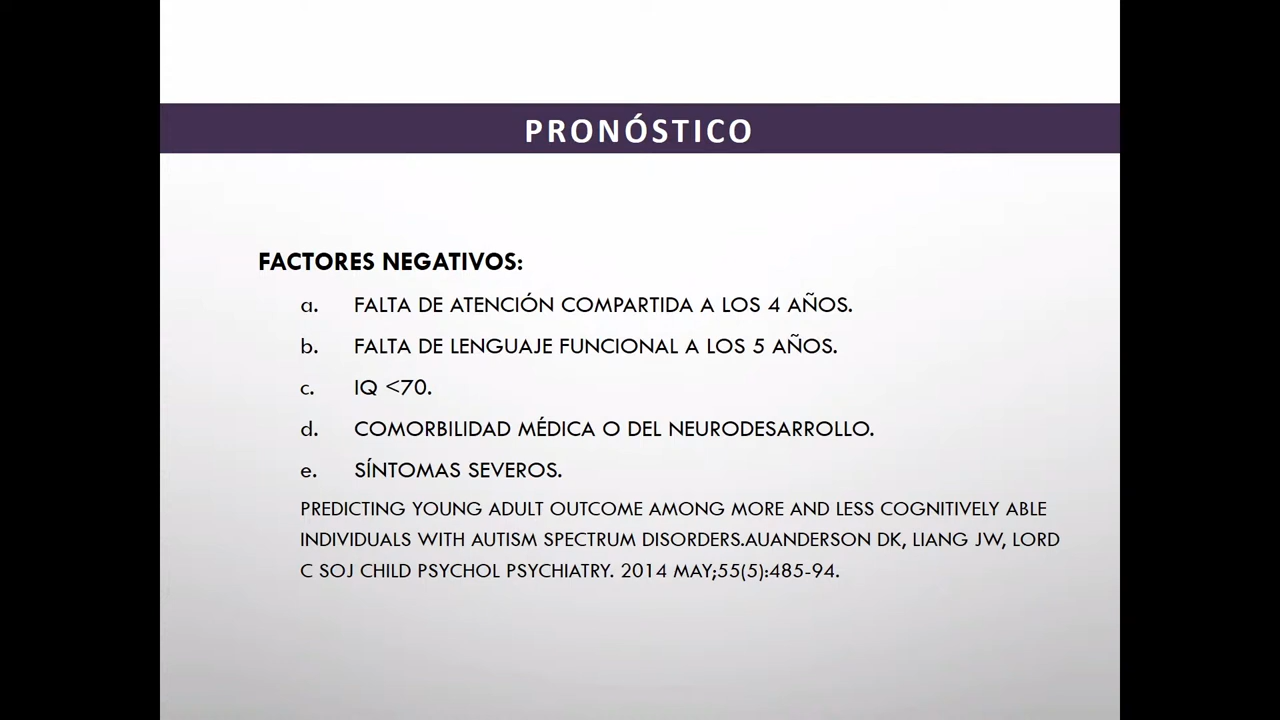 PRONÓSTICO
FACTORES NEGATIVOS:
a. FALTA DE ATENCIÓN COMPARTIDA A LOS 4 AÑOS.
b. FALTA DE LENGUAJE FUNCIONAL A LOS 5 AÑOS.
c. IQ <70.
d. COMORBILIDAD MÉDICA O DEL NEURODESARROLLO.
e. SÍNTOMAS SEVEROS.
PREDICTING YOUNG ADULT OUTCOME AMONG MORE AND LESS COGNITIVELY ABLE
INDIVIDUALS WITH AUTISM SPECTRUM DISORDERS.AUANDERSON DK, LIANG JW, LORD
C SOJ CHILD PSYCHOL PSYCHIATRY. 2014 MAY;55(5):485-94.